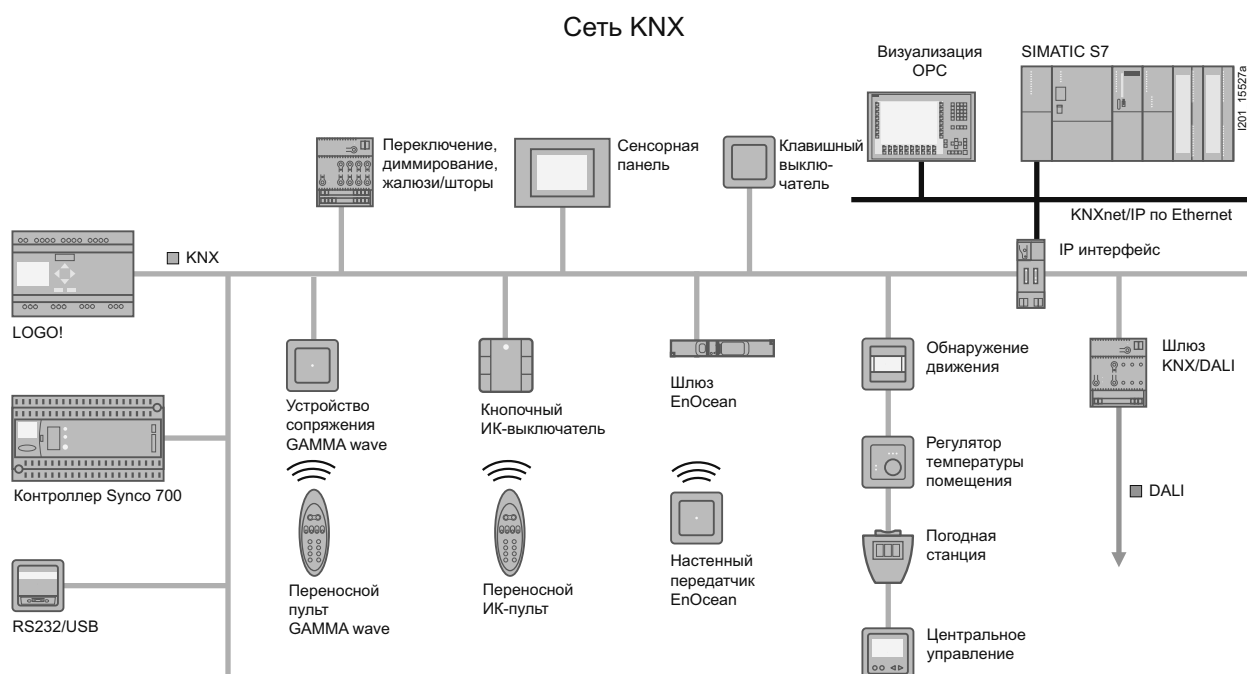 Сеть KNX
Визуализация
OPC
SIMATIC S7
I201_15527a
Переключение,
диммирование,
жалюзи/шторы
Сенсорная
панель
Клавишный
выклю-
чатель
KNXnet/IP по Ethernet
KNX
IP интерфейс
LOGO!
Устройство
сопряжения
GAMMA wave
Кнопочный
ИК-выключатель
Шлюз
EnOcean
Обнаружение
движения
Шлюз
KNX/DALI
Контроллер Synco 700
Регулятор
температуры
помещения
DALI
Переносной
пульт
GAMMA wave
Переносной
ИК-пульт
Настенный
передатчик
EnOcean
Погодная
станция
RS232/USB
Центральное
управление